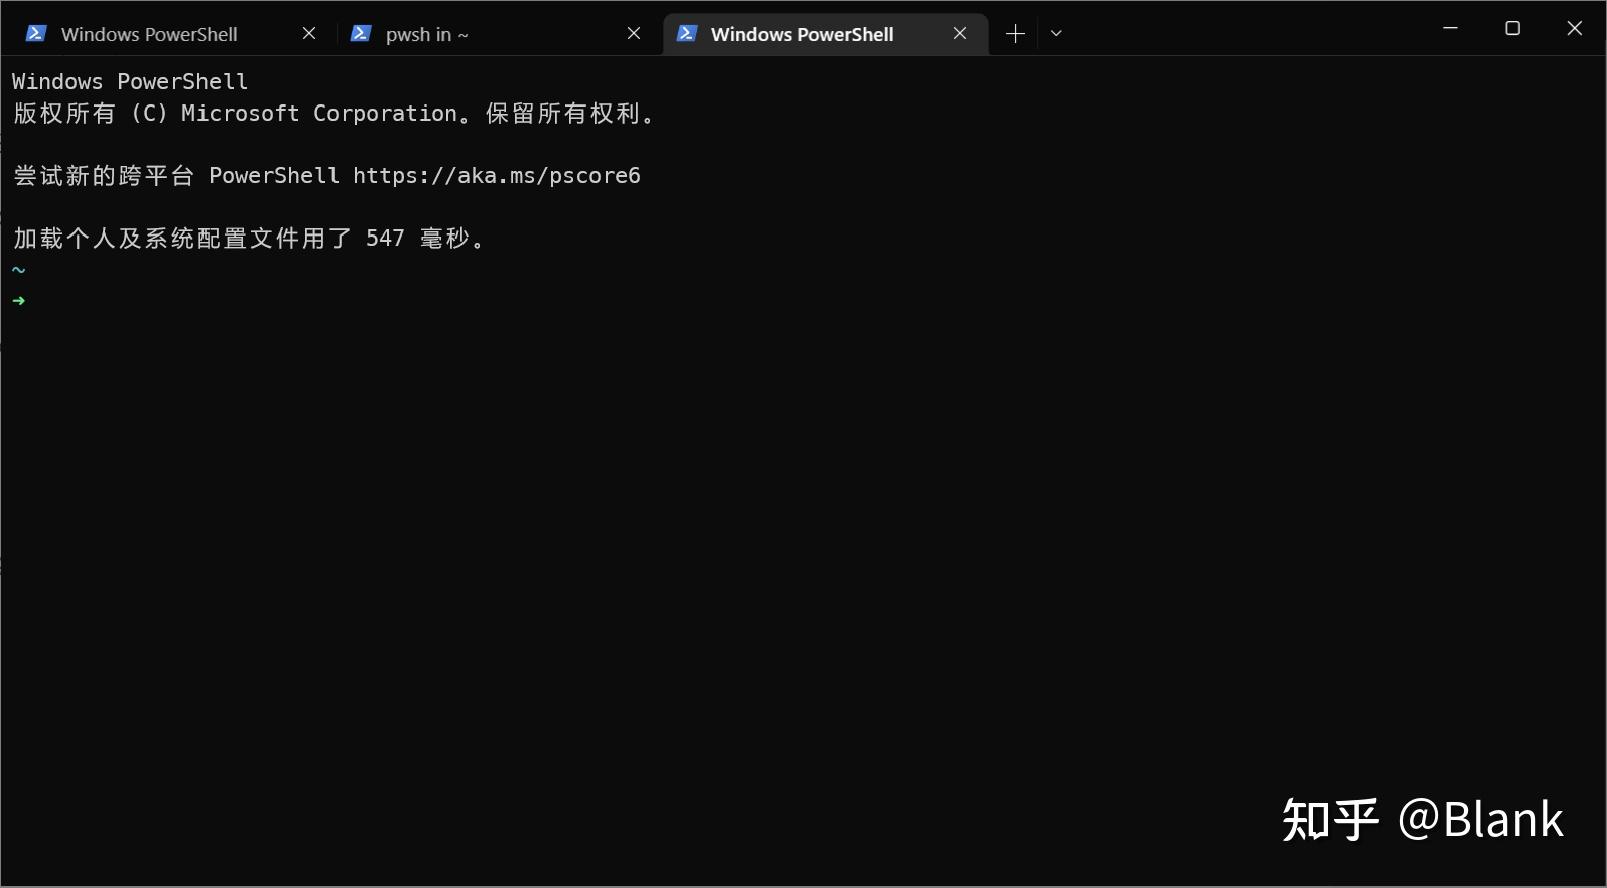 Windows PowerShell
pwsh in ~
Windows PowerShell
Windows PowerShell
版权所有 (C) Microsoft Corporation。保留所有权利。
尝试新的跨平台 PowerShell https://aka.ms/pscore6
加载个人及系统配置文件用了 547 毫秒。
~
➜
知乎 @Blank